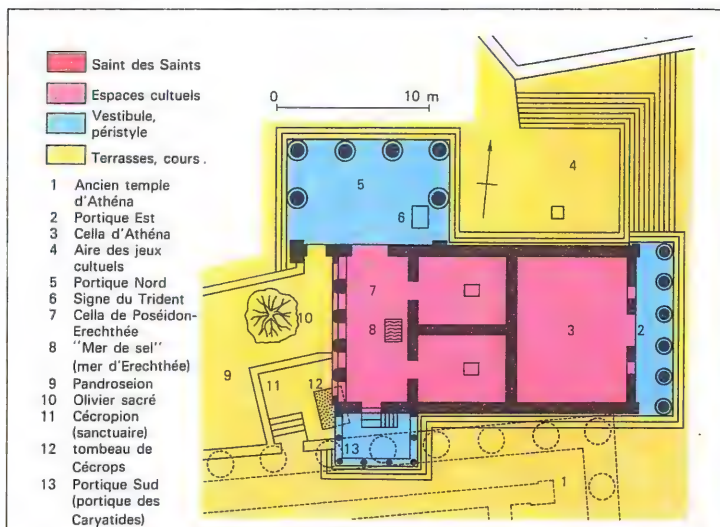 Saint des Saints
Espaces cultuels
Vestibule,
péristyle
Terrasses, cours.
1 Ancien temple
d'Athéna
2 Portique Est
3 Cella d'Athéna
4 Aire des jeux
cultuels
5 Portique Nord
6 Signe du Trident
7 Cella de Poséidon-
Erechthée
8 "Mer de sel"
(mer d'Erechthée)
9 Pandroseion
10 Olivier sacré
11 Cécropion
(sanctuaire)
12 tombeau de
Cécrops
13 Portique Sud
(portique des
Caryatides)
0 10 m
4
5
6
7
10
8
3
2
9
11
12
13
1